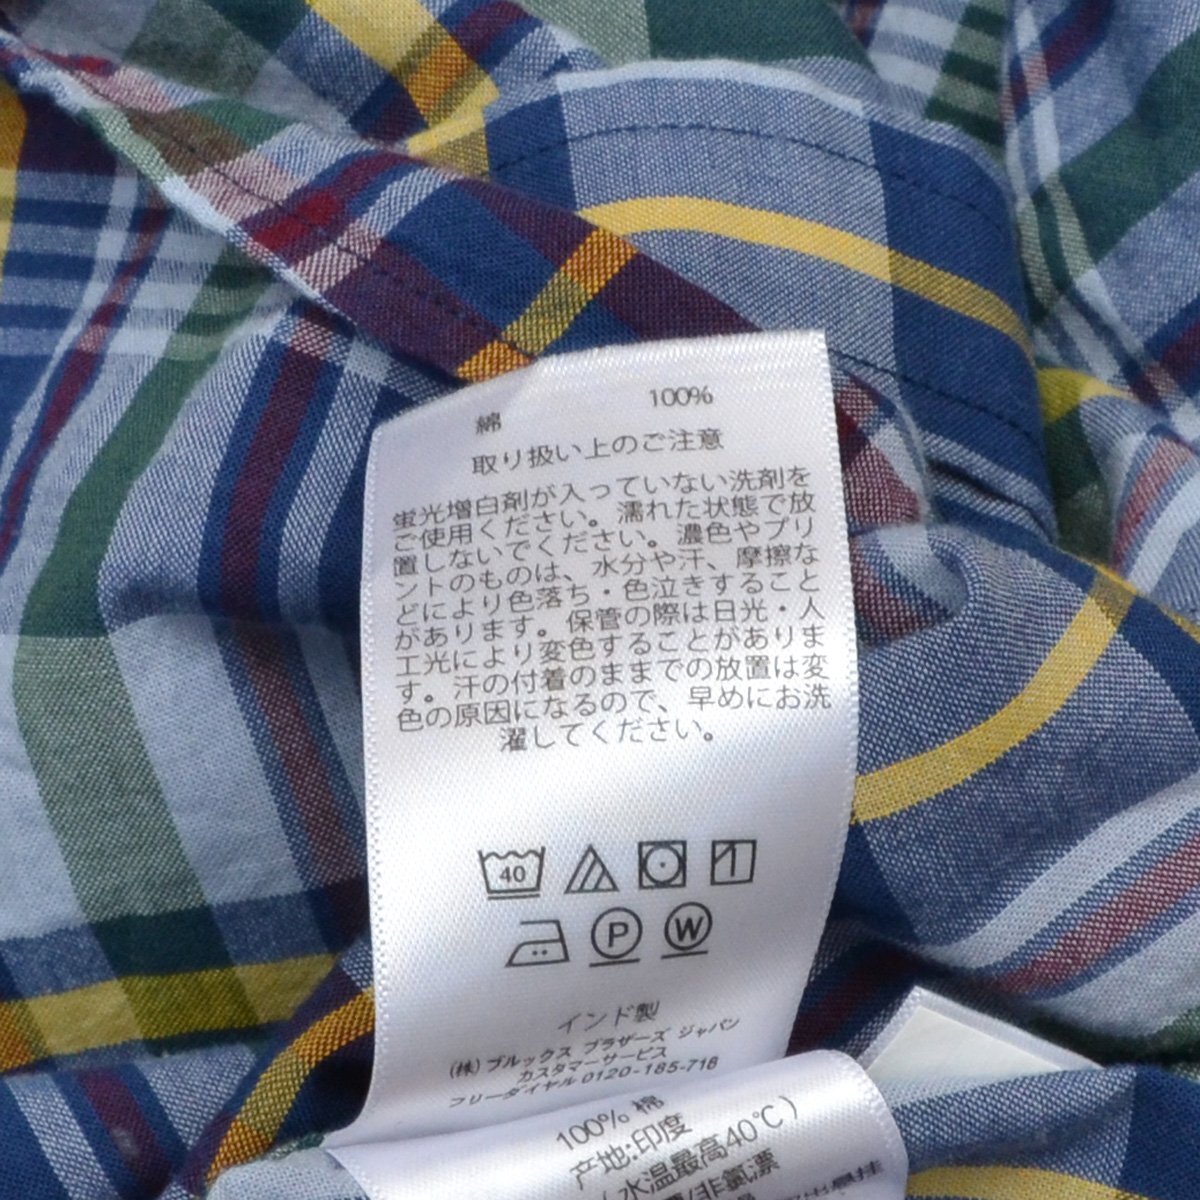 綿 100%
取り扱い上のご注意
蛍光増白剤が入っていない洗剤を
ご使用ください。濡れた状態で放
置しないでください。濃色やプリ
ントのものは、水分や汗、摩擦な
どにより色落ち・色泣きすること
があります。保管の際は日光・人
工光により変色することがありま
す。汗の付着のままでの放置は変
色の原因になるので、早めにお洗
濯してください。
40
P W
インド製
(株) ブルックス ブラザーズ ジャパン
カスタマーサービス
フリーダイヤル 0120-185-718
100% 棉
产地:印度
水温最高40℃)
/非氯漂